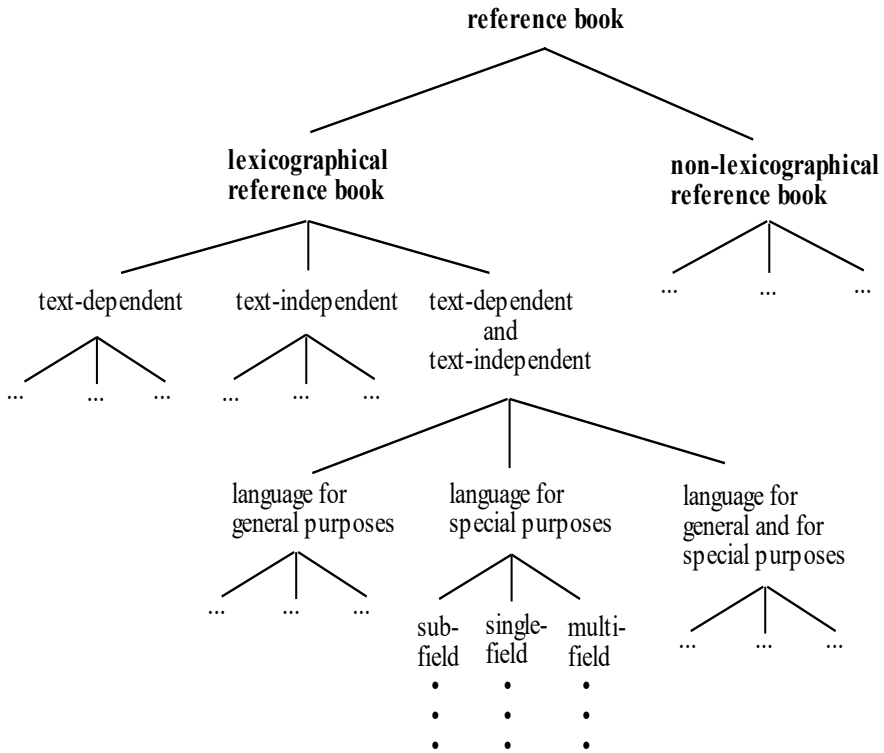 reference book
lexicographical
reference book
non-lexicographical
reference book
... ... ...
text-dependent
text-independent
text-dependent
and
text-independent
... ... ...
... ... ...
language for
general purposes
language for
special purposes
language for
general and for
special purposes
... ... ...
sub-
field
single-
field
multi-
field
... ... ...
• • •
• • •
• • •